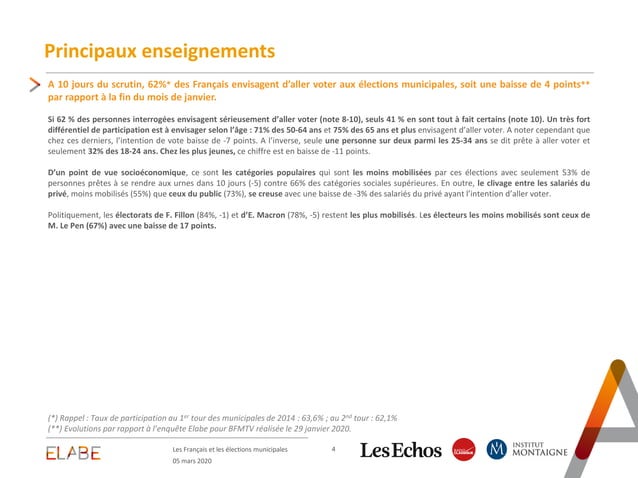 Principaux enseignements
A 10 jours du scrutin, 62%* des Français envisagent d’aller voter aux élections municipales, soit une baisse de 4 points**
par rapport à la fin du mois de janvier.
Si 62 % des personnes interrogées envisagent sérieusement d’aller voter (note 8-10), seuls 41 % en sont tout à fait certains (note 10). Un très fort
différentiel de participation est à envisager selon l’âge : 71% des 50-64 ans et 75% des 65 ans et plus envisagent d’aller voter. A noter cependant que
chez ces derniers, l’intention de vote baisse de -7 points. A l’inverse, seule une personne sur deux parmi les 25-34 ans se dit prête à aller voter et
seulement 32% des 18-24 ans. Chez les plus jeunes, ce chiffre est en baisse de -11 points.
D’un point de vue socioéconomique, ce sont les catégories populaires qui sont les moins mobilisées par ces élections avec seulement 53% de
personnes prêtes à se rendre aux urnes dans 10 jours (-5) contre 66% des catégories sociales supérieures. En outre, le clivage entre les salariés du
privé, moins mobilisés (55%) que ceux du public (73%), se creuse avec une baisse de -3% des salariés du privé ayant l’intention d’aller voter.
Politiquement, les électorats de F. Fillon (84%, -1) et d’E. Macron (78%, -5) restent les plus mobilisés. Les électeurs les moins mobilisés sont ceux de
M. Le Pen (67%) avec une baisse de 17 points.
(*) Rappel : Taux de participation au 1er tour des municipales de 2014 : 63,6% ; au 2nd tour : 62,1%
(**) Evolutions par rapport à l’enquête Elabe pour BFMTV réalisée le 29 janvier 2020.
ELABE
Les Français et les élections municipales
4
05 mars 2020
LesEchos
RADIO CLASSIQUE
INSTITUT
MONTAIGNE